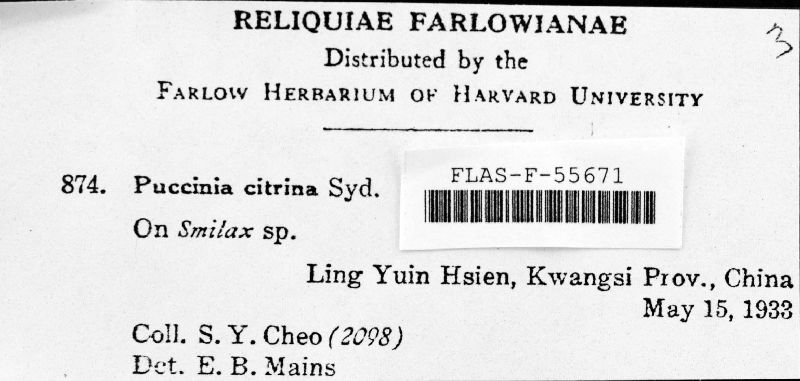 RELIQUIAE FARLOWIANAE
3
Distributed by the
FARLOW HERBARIUM OF HARVARD UNIVERSITY
FLAS-F-55671
874. Puccinia citrina Syd.
On Smilax sp.
Ling Yuin Hsien, Kwangsi Prov., China
May 15, 1933
Coll. S. Y. Cheo (2098)
Det. E. B. Mains